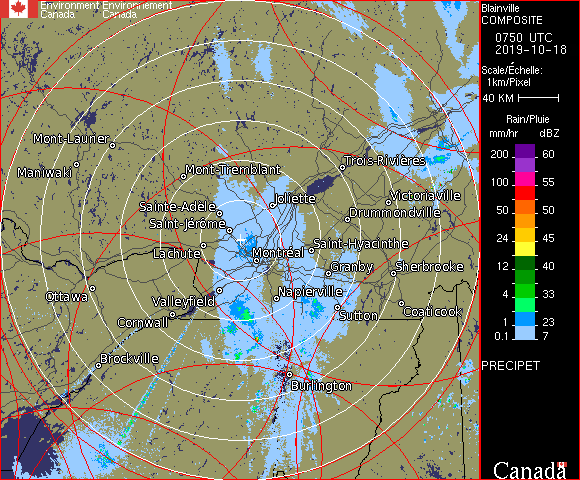 Environment Environnement
Canada Canada
Blainville
COMPOSITE
0750 UTC
2019-10-18
Scale/Échelle:
1km/Pixel
40 KM
Rain/Pluie
mm/hr dBZ
200 60
100 55
50 50
24 45
12 40
4 33
1 23
0.1 7
PRECIPET
Mont-Laurier
Maniwaki
Mont-Tremblant
Trois-Rivières
Joliette
Victoriaville
Sainte-Adèle
Drummondville
Saint-Jérôme
Saint-Hyacinthe
Lachute
Montréal
Granby
Sherbrooke
Ottawa
Valleyfield
Napierville
Cornwall
Sutton
Coaticook
Brockville
Burlington
Canada